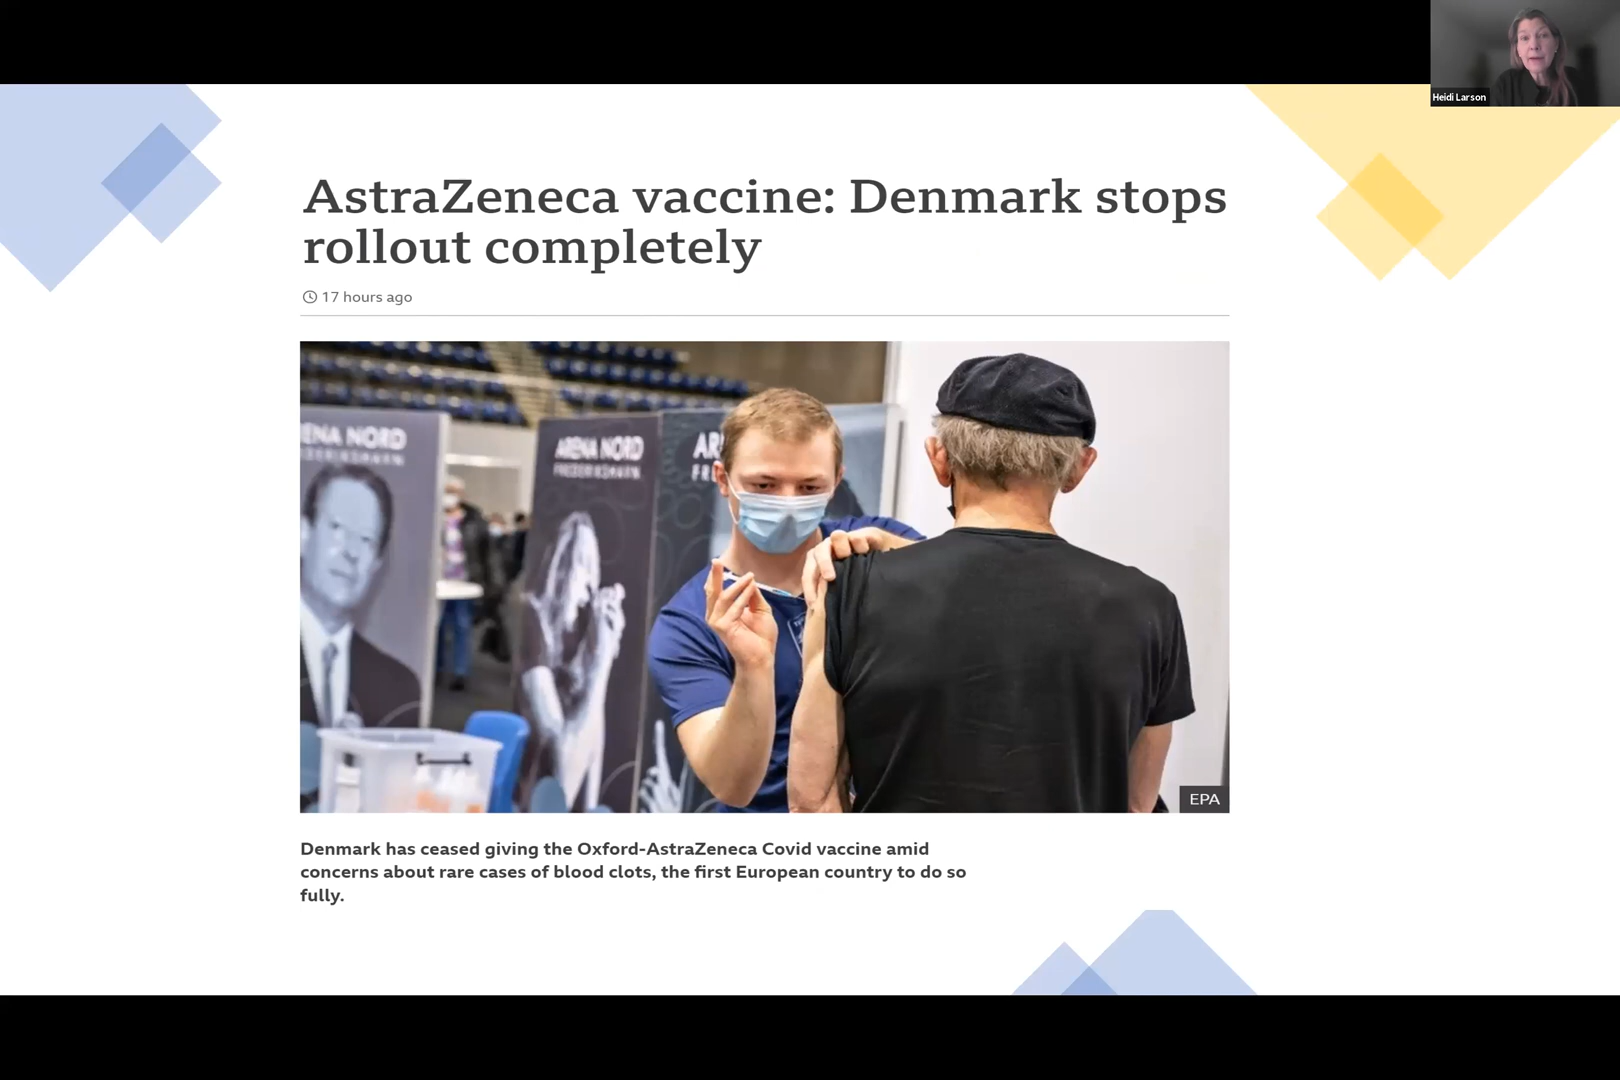 Heidi Larson
AstraZeneca vaccine: Denmark stops
rollout completely
17 hours ago
ENA NORD
ARENA NORD
FREDERIKSHAVN
AR
FR
EPA
Denmark has ceased giving the Oxford-AstraZeneca Covid vaccine amid
concerns about rare cases of blood clots, the first European country to do so
fully.